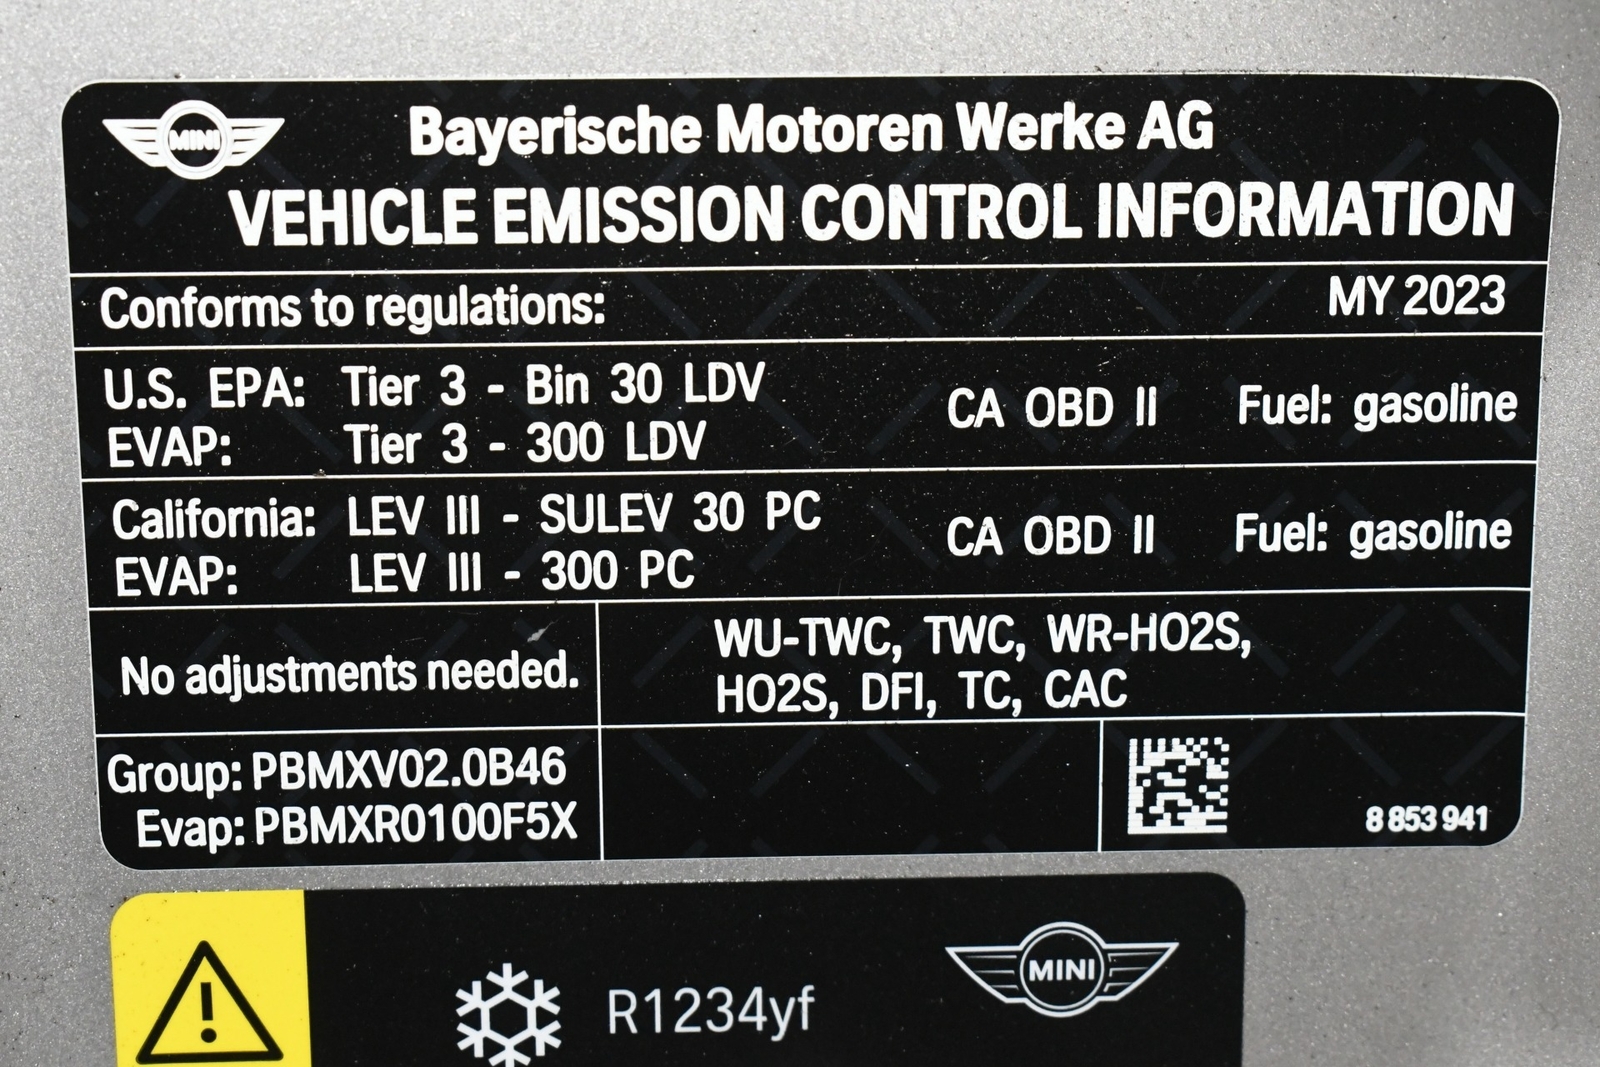 MINI
Bayerische Motoren Werke AG
VEHICLE EMISSION CONTROL INFORMATION
Conforms to regulations: MY 2023
U.S. EPA: Tier 3 - Bin 30 LDV CA OBD II Fuel: gasoline
EVAP: Tier 3 - 300 LDV
California: LEV III - SULEV 30 PC CA OBD II Fuel: gasoline
EVAP: LEV III - 300 PC
No adjustments needed.
WU-TWC, TWC, WR-HO2S,
HO2S, DFI, TC, CAC
Group: PBMXV02.0B46
Evap: PBMXR0100F5X
8 853 941
R1234yf
MINI